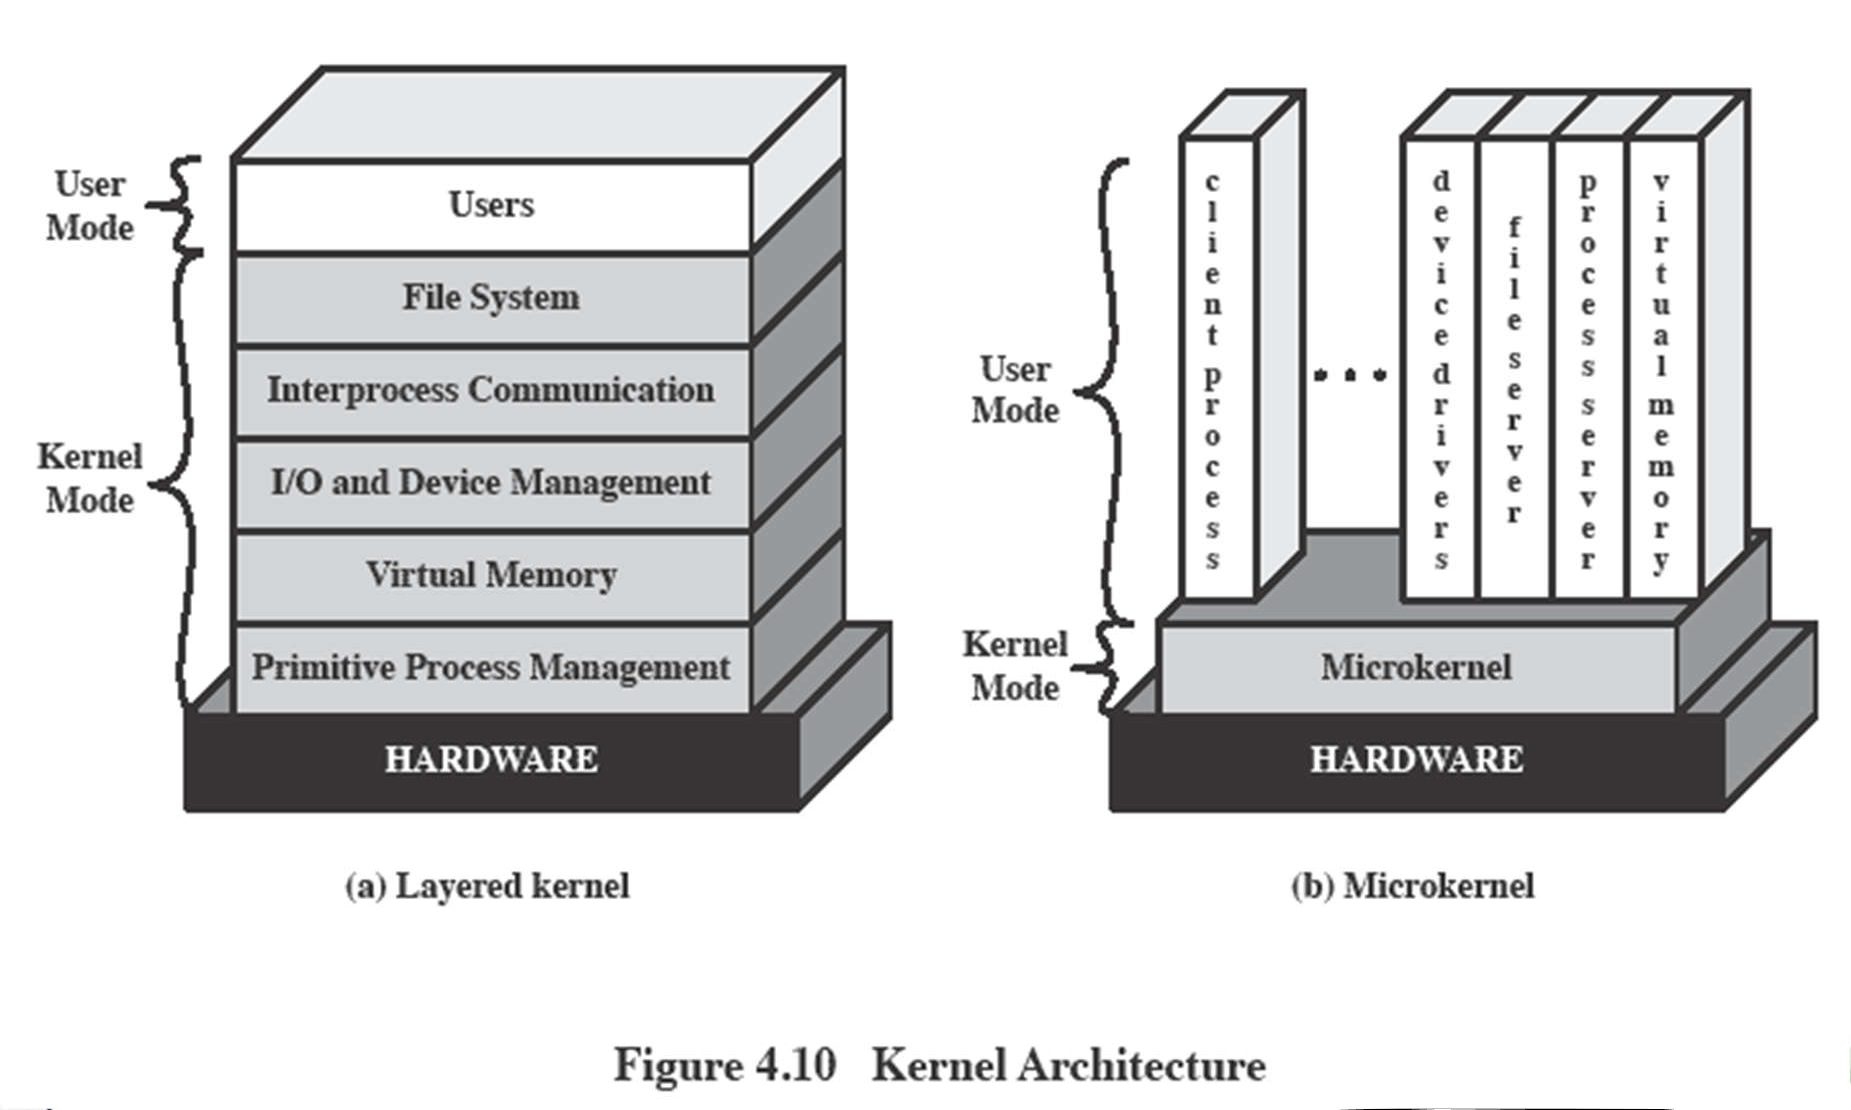 User
Mode
Users
File System
Interprocess Communication
Kernel
Mode
I/O and Device Management
Virtual Memory
Primitive Process Management
HARDWARE
(a) Layered kernel
User
Mode
client process
device drivers
file server
process server
virtual memory
Kernel
Mode
Microkernel
HARDWARE
(b) Microkernel
Figure 4.10 Kernel Architecture